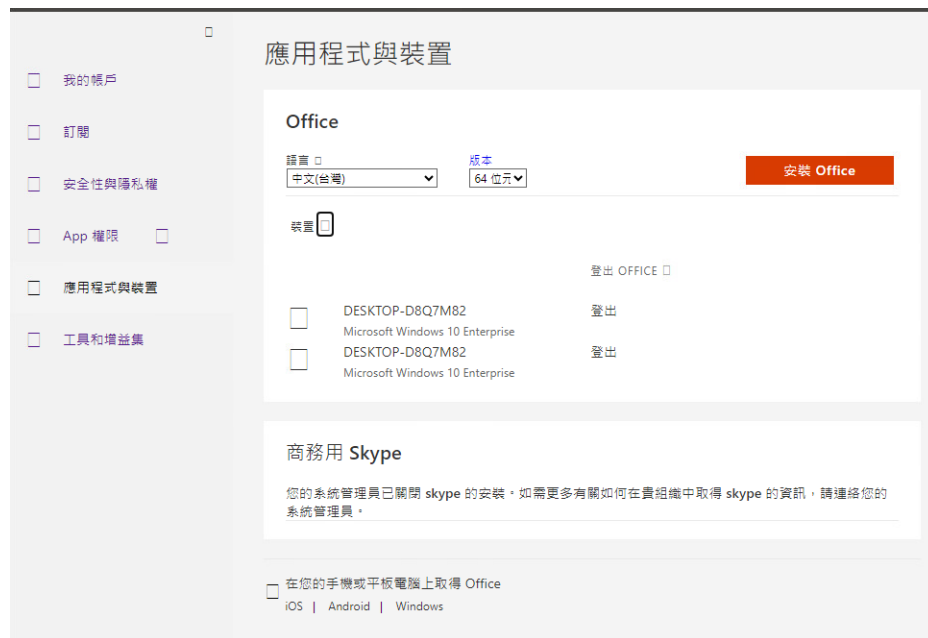 應用程式與裝置
我的帳戶
訂閱
安全性與隱私權
App 權限
應用程式與裝置
工具和增益集
Office
語言 版本
中文(台灣) 64 位元 安裝 Office
裝置
登出 OFFICE
DESKTOP-D8Q7M82 登出
Microsoft Windows 10 Enterprise
DESKTOP-D8Q7M82 登出
Microsoft Windows 10 Enterprise
商務用 Skype
您的系統管理員已關閉 skype 的安裝。如需更多有關如何在貴組織中取得 skype 的資訊，請連絡您的
系統管理員。
在您的手機或平板電腦上取得 Office
iOS | Android | Windows